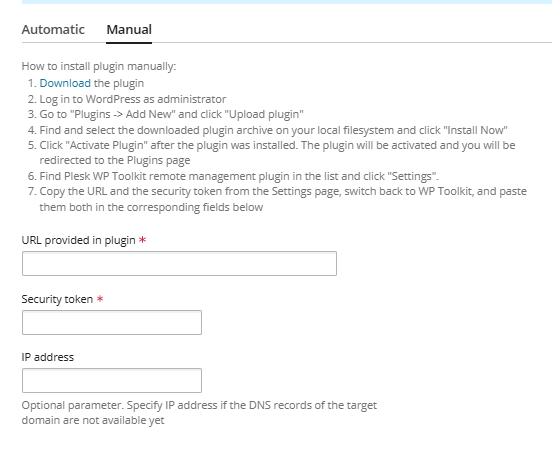 Automatic Manual
How to install plugin manually:
1. Download the plugin
2. Log in to WordPress as administrator
3. Go to "Plugins -> Add New" and click "Upload plugin"
4. Find and select the downloaded plugin archive on your local filesystem and click "Install Now"
5. Click "Activate Plugin" after the plugin was installed. The plugin will be activated and you will be
redirected to the Plugins page
6. Find Plesk WP Toolkit remote management plugin in the list and click "Settings".
7. Copy the URL and the security token from the Settings page, switch back to WP Toolkit, and paste
them both in the corresponding fields below
URL provided in plugin *
Security token *
IP address
Optional parameter. Specify IP address if the DNS records of the target
domain are not available yet